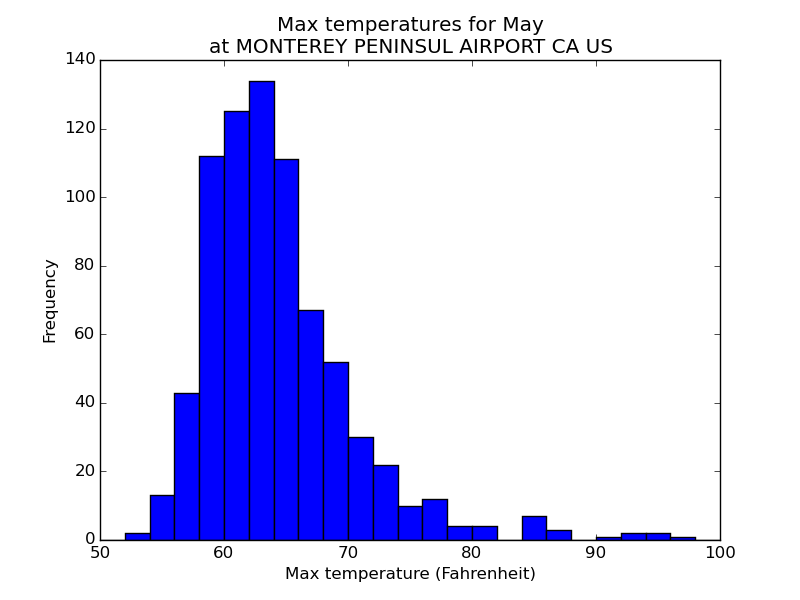 Max temperatures for May
at MONTEREY PENINSUL AIRPORT CA US
140
120
100
80
60
40
20
0
Frequency
50 60 70 80 90 100
Max temperature (Fahrenheit)